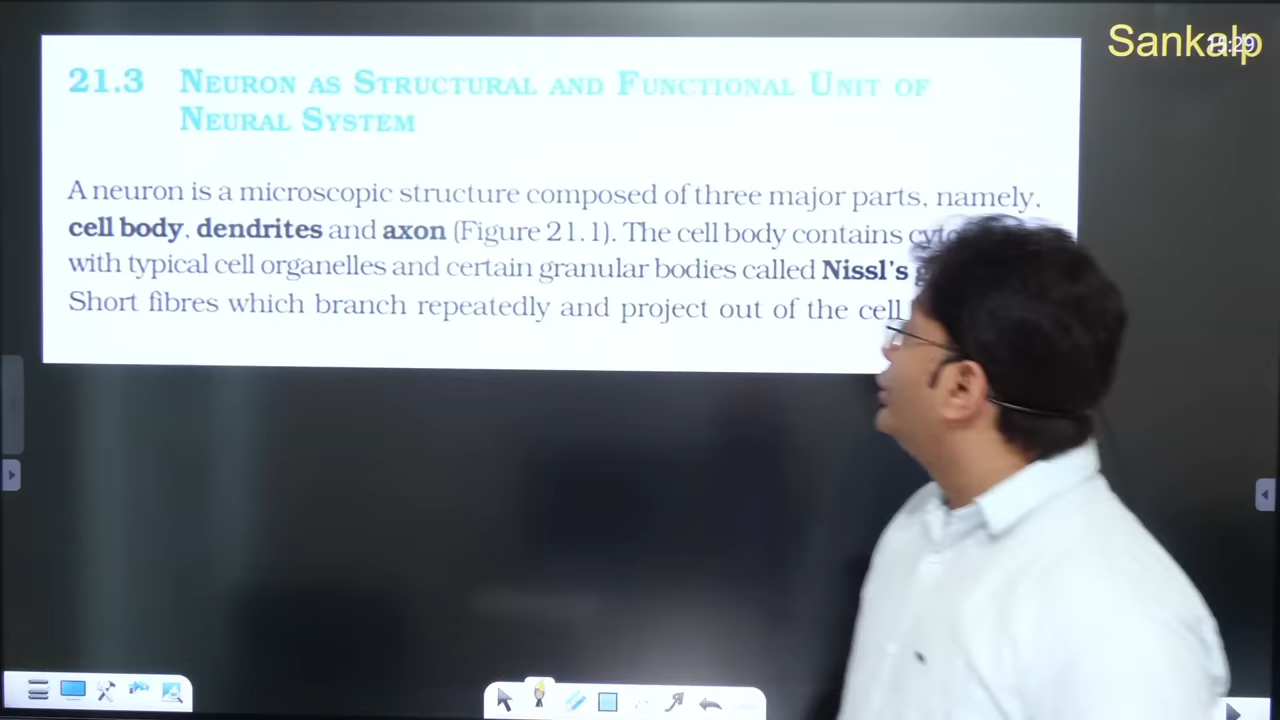 Sankalp
21.3 NEURON AS STRUCTURAL AND FUNCTIONAL UNIT OF
NEURAL SYSTEM
A neuron is a microscopic structure composed of three major parts, namely,
cell body, dendrites and axon (Figure 21.1). The cell body contains
with typical cell organelles and certain granular bodies called Nissl's
Short fibres which branch repeatedly and project out of the cell